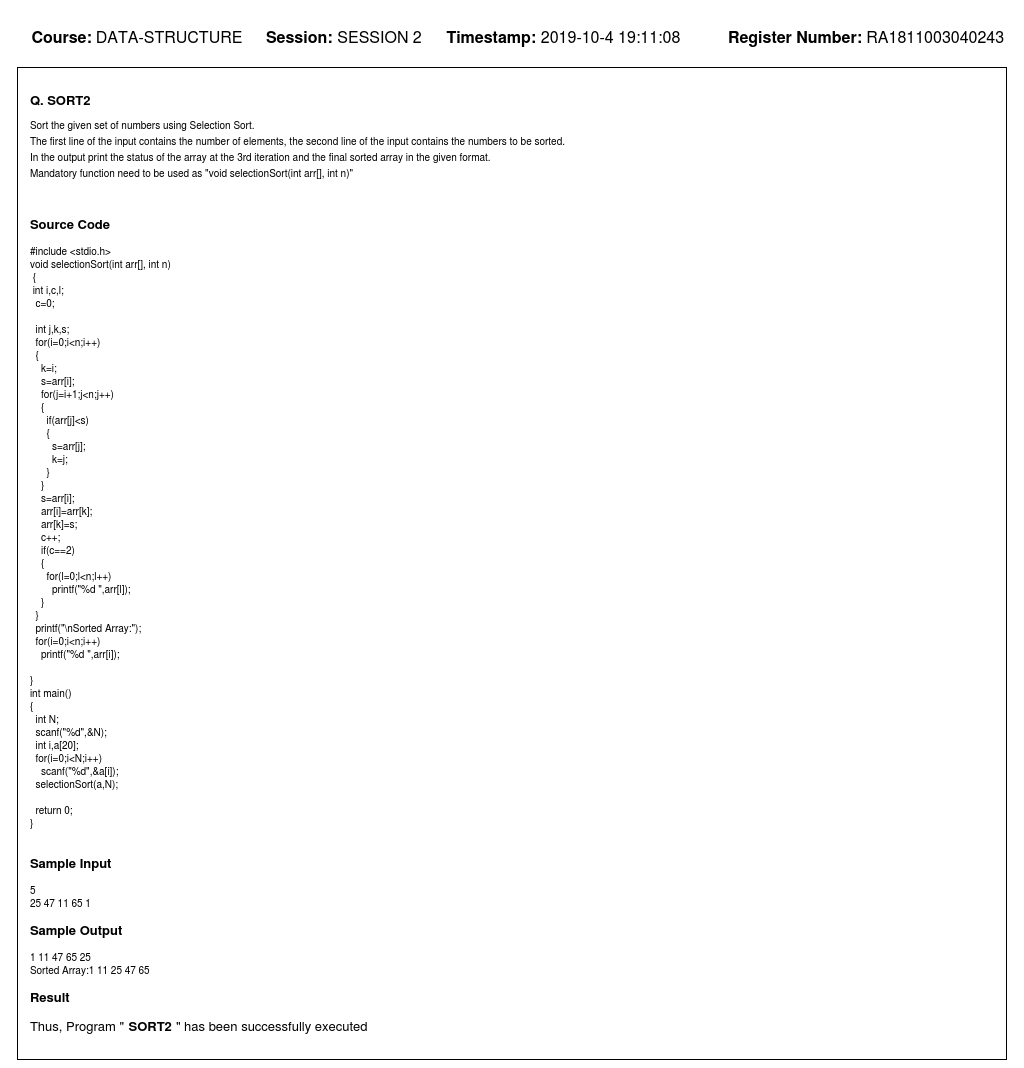 Course: DATA-STRUCTURE Session: SESSION 2 Timestamp: 2019-10-4 19:11:08 Register Number: RA1811003040243
Q. SORT2
Sort the given set of numbers using Selection Sort.
The first line of the input contains the number of elements, the second line of the input contains the numbers to be sorted.
In the output print the status of the array at the 3rd iteration and the final sorted array in the given format.
Mandatory function need to be used as "void selectionSort(int arr[], int n)"
Source Code
#include <stdio.h>
void selectionSort(int arr[], int n)
{
int i,c,l;
c=0;
int j,k,s;
for(i=0;i<n;i++)
{
k=i;
s=arr[i];
for(j=i+1;j<n;j++)
{
if(arr[j]<s)
{
s=arr[j];
k=j;
}
}
s=arr[i];
arr[i]=arr[k];
arr[k]=s;
c++;
if(c==2)
{
for(l=0;l<n;l++)
printf("%d ",arr[l]);
}
}
printf("\nSorted Array:");
for(i=0;i<n;i++)
printf("%d ",arr[i]);
}
int main()
{
int N;
scanf("%d",&N);
int i,a[20];
for(i=0;i<N;i++)
scanf("%d",&a[i]);
selectionSort(a,N);
return 0;
}
Sample Input
5
25 47 11 65 1
Sample Output
1 11 47 65 25
Sorted Array:1 11 25 47 65
Result
Thus, Program " SORT2 " has been successfully executed